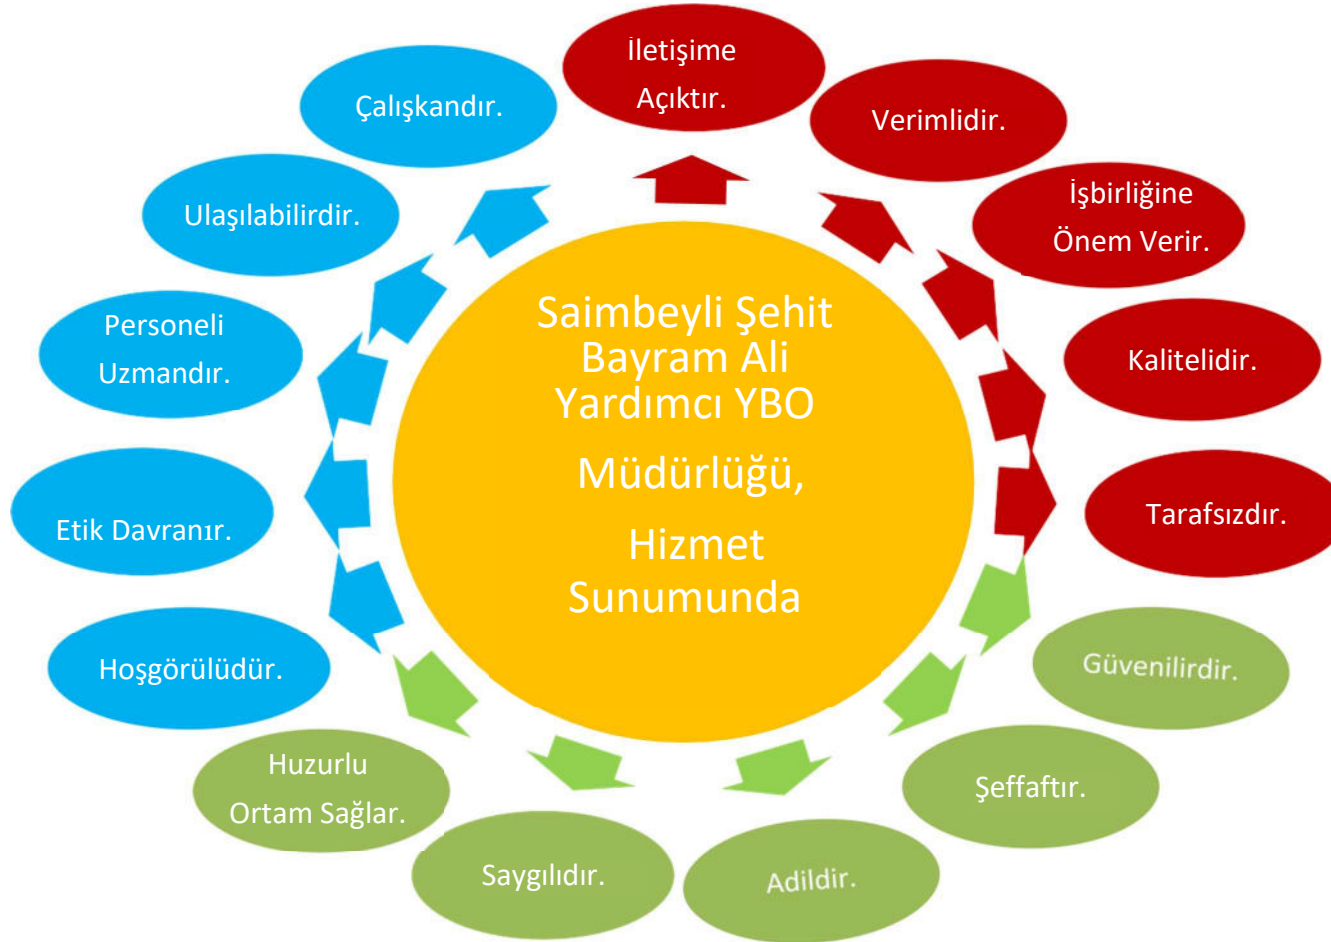 Saimbeyli Şehit
Bayram Ali
Yardımcı YBO
Müdürlüğü,
Hizmet
Sunumunda
İletişime
Açıktır.
Verimlidir.
İşbirliğine
Önem Verir.
Kalitelidir.
Tarafsızdır.
Güvenilirdir.
Şeffaftır.
Adildir.
Saygılıdır.
Huzurlu
Ortam Sağlar.
Hoşgörülüdür.
Etik Davranır.
Personeli
Uzmandır.
Ulaşılabilirdir.
Çalışkandır.